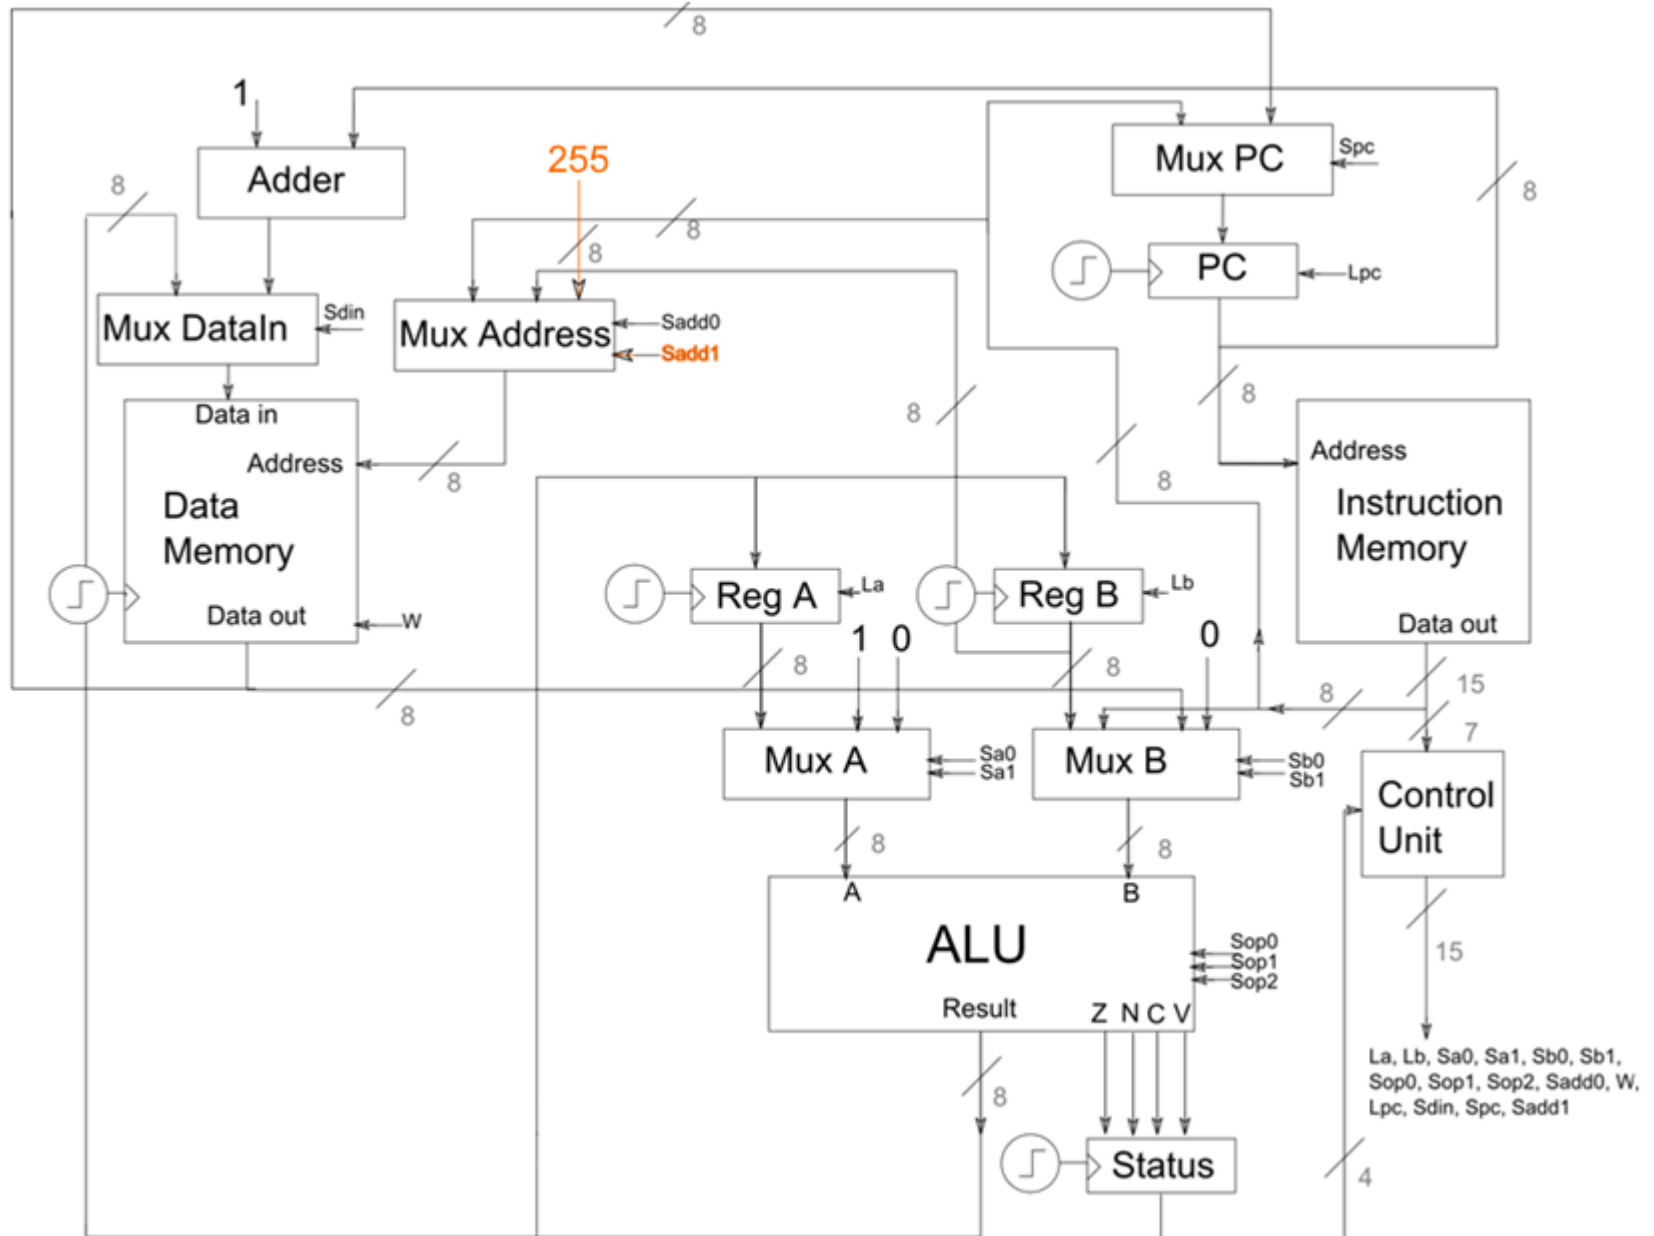 8
1
Mux PC
Spc
255
Adder
8
8
8
8
PC
Lpc
Mux DataIn
Sdin
Mux Address
Sadd0
Sadd1
8
8
Data in
Address
8
8
Address
Data
Memory
Instruction
Memory
Reg A
La
Reg B
Lb
Data out
W
Data out
1 0
0
8
8
15
8
8
7
Mux A
Sa0
Sa1
Mux B
Sb0
Sb1
Control
Unit
8
8
A
B
ALU
Sop0
Sop1
Sop2
15
Result
Z N C V
8
La, Lb, Sa0, Sa1, Sb0, Sb1,
Sop0, Sop1, Sop2, Sadd0, W,
Lpc, Sdin, Spc, Sadd1
Status
4